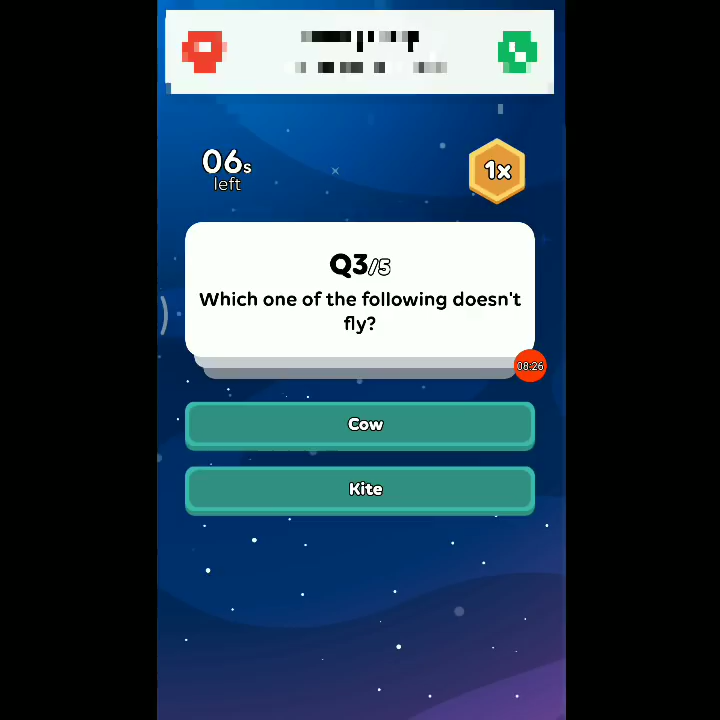 06s
left
1x
Q3/5
Which one of the following doesn't
fly?
08:26
Cow
Kite